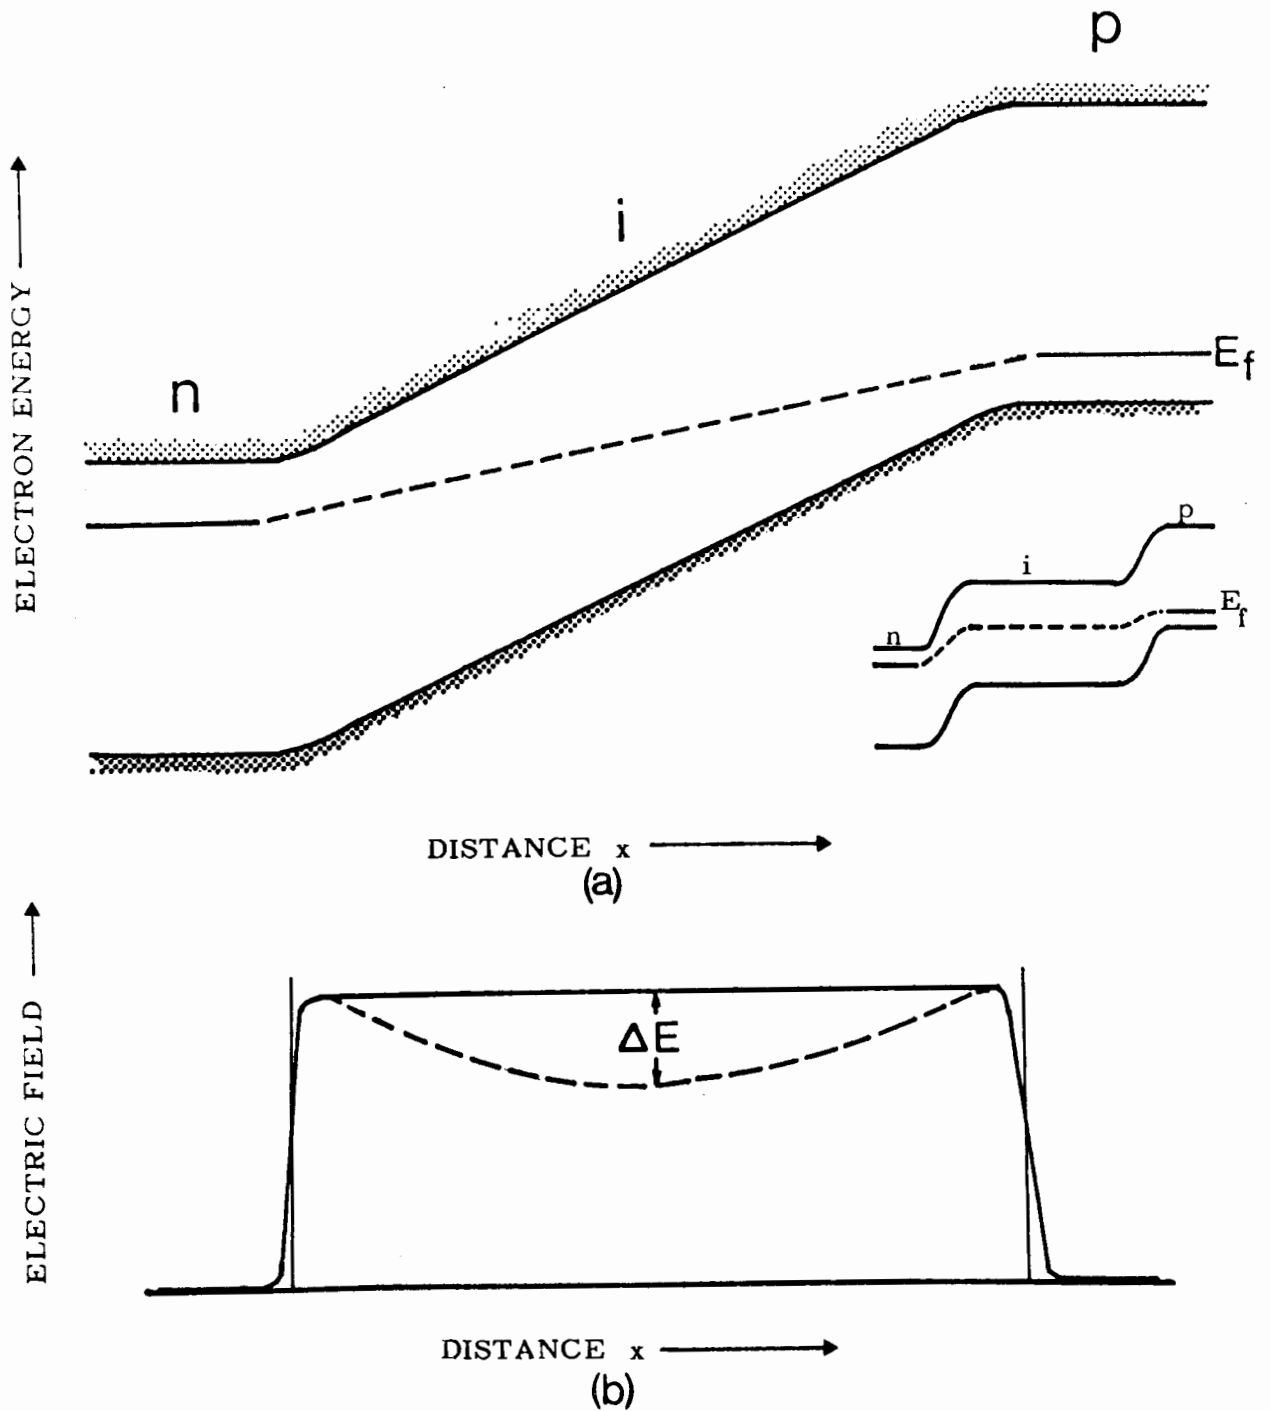 p
i
n
E_f
ELECTRON ENERGY
p
i
E_f
n
DISTANCE x
(a)
ΔE
ELECTRIC FIELD
DISTANCE x
(b)